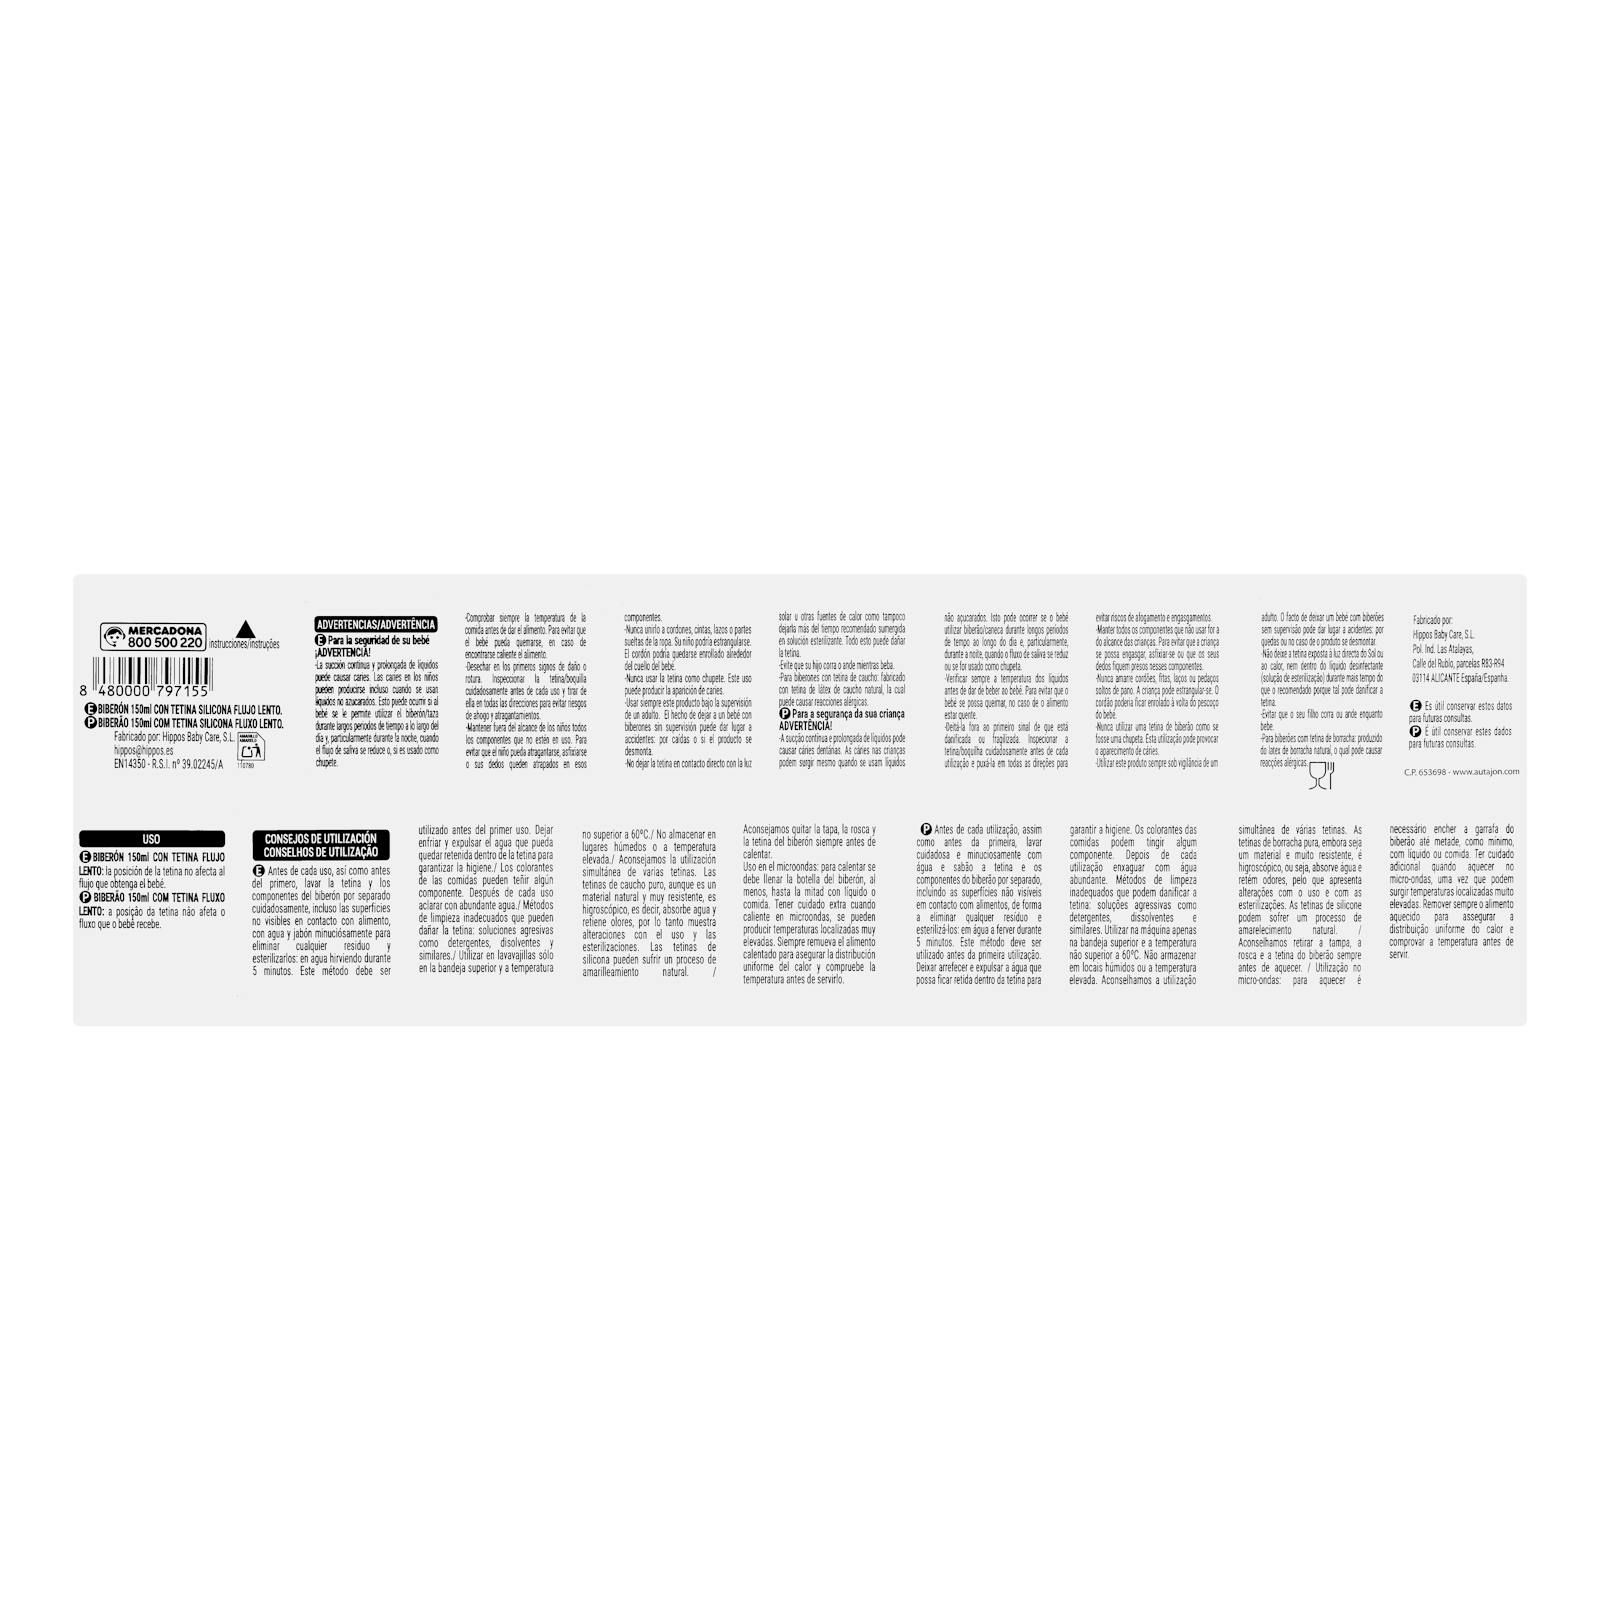 MERCADONA
800 500 220
instrucciones/instruções
8 480000 797155
E BIBERÓN 150ml CON TETINA SILICONA FLUJO LENTO.
P BIBERÃO 150ml COM TETINA SILICONA FLUXO LENTO.
Fabricado por: Hippos Baby Care, S.L.
hippos@hippos.es
EN14350 - R.S.I. nº 39.02245/A
AMARILLO
AMARELO
110780
ADVERTENCIAS/ADVERTÊNCIA
E Para la seguridad de su bebé
¡ADVERTENCIA!
-La succión continua y prolongada de líquidos
puede causar caries. Las caries en los niños
pueden producirse incluso cuando se usan
líquidos no azucarados. Esto puede ocurrir si al
bebé se le permite utilizar el biberón/taza
durante largos periodos de tiempo a lo largo del
día y, particularmente durante la noche, cuando
el flujo de saliva se reduce o, si es usado como
chupete.
-Comprobar siempre la temperatura de la
comida antes de dar el alimento. Para evitar que
el bebé pueda quemarse, en caso de
encontrarse caliente el alimento.
-Desechar en los primeros signos de daño o
rotura. Inspeccionar la tetina/boquilla
cuidadosamente antes de cada uso y tirar de
ella en todas las direcciones para evitar riesgos
de ahogo y atragantamientos.
-Mantener fuera del alcance de los niños todos
los componentes que no estén en uso. Para
evitar que el niño pueda atragantarse, asfixiarse
o sus dedos queden atrapados en esos
componentes.
-Nunca unirlo a cordones, cintas, lazos o partes
sueltas de la ropa. Su niño podría estrangularse.
El cordón podría quedarse enrollado alrededor
del cuello del bebé.
-Nunca usar la tetina como chupete. Este uso
puede producir la aparición de caries.
-Usar siempre este producto bajo la supervisión
de un adulto. El hecho de dejar a un bebé con
biberones sin supervisión puede dar lugar a
accidentes: por caídas o si el producto se
desmonta.
-No dejar la tetina en contacto directo con la luz
solar u otras fuentes de calor como tampoco
dejarla más del tiempo recomendado sumergida
en solución esterilizante. Todo esto puede dañar
la tetina.
-Evite que su hijo corra o ande mientras beba.
-Para biberones con tetina de caucho: fabricado
con tetina de látex de caucho natural, la cual
puede causar reacciones alérgicas.
P Para a segurança da sua criança
ADVERTÊNCIA!
-A sucção contínua e prolongada de líquidos pode
causar cáries dentárias. As cáries nas crianças
podem surgir mesmo quando se usam líquidos
não açucarados. Isto pode ocorrer se o bebé
utilizar biberão/caneca durante longos períodos
de tempo ao longo do dia e, particularmente,
durante a noite, quando o fluxo de saliva se reduz
ou se for usado como chupeta.
-Verificar sempre a temperatura dos líquidos
antes de dar de beber ao bebé. Para evitar que o
bebé se possa queimar, no caso de o alimento
estar quente.
-Deitá-la fora ao primeiro sinal de que está
danificada ou fragilizada. Inspecionar a
tetina/boquilha cuidadosamente antes de cada
utilização e puxá-la em todas as direções para
evitar riscos de afogamento e engasgamentos.
-Manter todos os componentes que não usar for a
do alcance das crianças. Para evitar que a criança
se possa engasgar, asfixiar-se ou que os seus
dedos fiquem presos nesses componentes.
-Nunca amarre cordões, fitas, laços ou pedaços
soltos de pano. A criança pode estrangular-se. O
cordão poderia ficar enrolado à volta do pescoço
do bebé.
-Nunca utilizar uma tetina de biberão como se
fosse uma chupeta. Esta utilização pode provocar
o aparecimento de cáries.
-Utilizar este produto sempre sob vigilância de um
adulto. O facto de deixar um bebé com biberões
sem supervisão pode dar lugar a acidentes: por
quedas ou no caso de o produto se desmontar.
-Não deixe a tetina exposta à luz directa do Sol ou
ao calor, nem dentro do líquido desinfectante
(solução de esterilização) durante mais tempo do
que o recomendado porque tal pode danificar a
tetina.
-Evitar que o seu filho corra ou ande enquanto
bebe.
-Para biberões com tetina de borracha: produzido
do látex de borracha natural, o qual pode causar
reacções alérgicas.
Fabricado por:
Hippos Baby Care, S.L.
Pol. Ind. Las Atalayas,
Calle del Rublo, parcelas R83-R94
03114 ALICANTE España/Espanha.
E Es útil conservar estos datos
para futuras consultas.
P É útil conservar estes dados
para futuras consultas.
C.P. 653698 - www.autajon.com
USO
E BIBERÓN 150ml CON TETINA FLUJO
LENTO: la posición de la tetina no afecta al
flujo que obtenga el bebé.
P BIBERÃO 150ml COM TETINA FLUXO
LENTO: a posição da tetina não afeta o
fluxo que o bebê recebe.
CONSEJOS DE UTILIZACIÓN
CONSELHOS DE UTILIZAÇÃO
E Antes de cada uso, así como antes
del primero, lavar la tetina y los
componentes del biberón por separado
cuidadosamente, incluso las superficies
no visibles en contacto con alimento,
con agua y jabón minuciósamente para
eliminar cualquier residuo y
esterilizarlos: en agua hirviendo durante
5 minutos. Este método debe ser
utilizado antes del primer uso. Dejar
enfriar y expulsar el agua que pueda
quedar retenida dentro de la tetina para
garantizar la higiene./ Los colorantes
de las comidas pueden teñir algún
componente. Después de cada uso
aclarar con abundante agua./ Métodos
de limpieza inadecuados que pueden
dañar la tetina: soluciones agresivas
como detergentes, disolventes y
similares./ Utilizar en lavavajillas sólo
en la bandeja superior y a temperatura
no superior a 60ºC./ No almacenar en
lugares húmedos o a temperatura
elevada./ Aconsejamos la utilización
simultánea de varias tetinas. Las
tetinas de caucho puro, aunque es un
material natural y muy resistente, es
higroscópico, es decir, absorbe agua y
retiene olores, por lo tanto muestra
alteraciones con el uso y las
esterilizaciones. Las tetinas de
silicona pueden sufrir un proceso de
amarilleamiento natural. /
Aconsejamos quitar la tapa, la rosca y
la tetina del biberón siempre antes de
calentar.
Uso en el microondas: para calentar se
debe llenar la botella del biberón, al
menos, hasta la mitad con líquido o
comida. Tener cuidado extra cuando
caliente en microondas, se pueden
producir temperaturas localizadas muy
elevadas. Siempre remueva el alimento
calentado para asegurar la distribución
uniforme del calor y compruebe la
temperatura antes de servirlo.
P Antes de cada utilização, assim
como antes da primeira, lavar
cuidadosa e minuciosamente com
água e sabão a tetina e os
componentes do biberão por separado,
incluindo as superfícies não visíveis
em contacto com alimentos, de forma
a eliminar qualquer resíduo e
esterilizá-los: em água a ferver durante
5 minutos. Este método deve ser
utilizado antes da primeira utilização.
Deixar arrefecer e expulsar a água que
possa ficar retida dentro da tetina para
garantir a higiene. Os colorantes das
comidas podem tingir algum
componente. Depois de cada
utilização enxaguar com água
abundante. Métodos de limpeza
inadequados que podem danificar a
tetina: soluções agressivas como
detergentes, dissolventes e
similares. Utilizar na máquina apenas
na bandeja superior e a temperatura
não superior a 60ºC. Não armazenar
em locais húmidos ou a temperatura
elevada. Aconselhamos a utilização
simultânea de várias tetinas. As
tetinas de borracha pura, embora seja
um material e muito resistente, é
higroscópico, ou seja, absorve água e
retém odores, pelo que apresenta
alterações com o uso e com as
esterilizações. As tetinas de silicone
podem sofrer um processo de
amarelecimento natural. /
Aconselhamos retirar a tampa, a
rosca e a tetina do biberão sempre
antes de aquecer. / Utilização no
micro-ondas: para aquecer é
necessário encher a garrafa do
biberão até metade, como mínimo,
com líquido ou comida. Ter cuidado
adicional quando aquecer no
micro-ondas, uma vez que podem
surgir temperaturas localizadas muito
elevadas. Remover sempre o alimento
aquecido para assegurar a
distribuição uniforme do calor e
comprovar a temperatura antes de
servir.